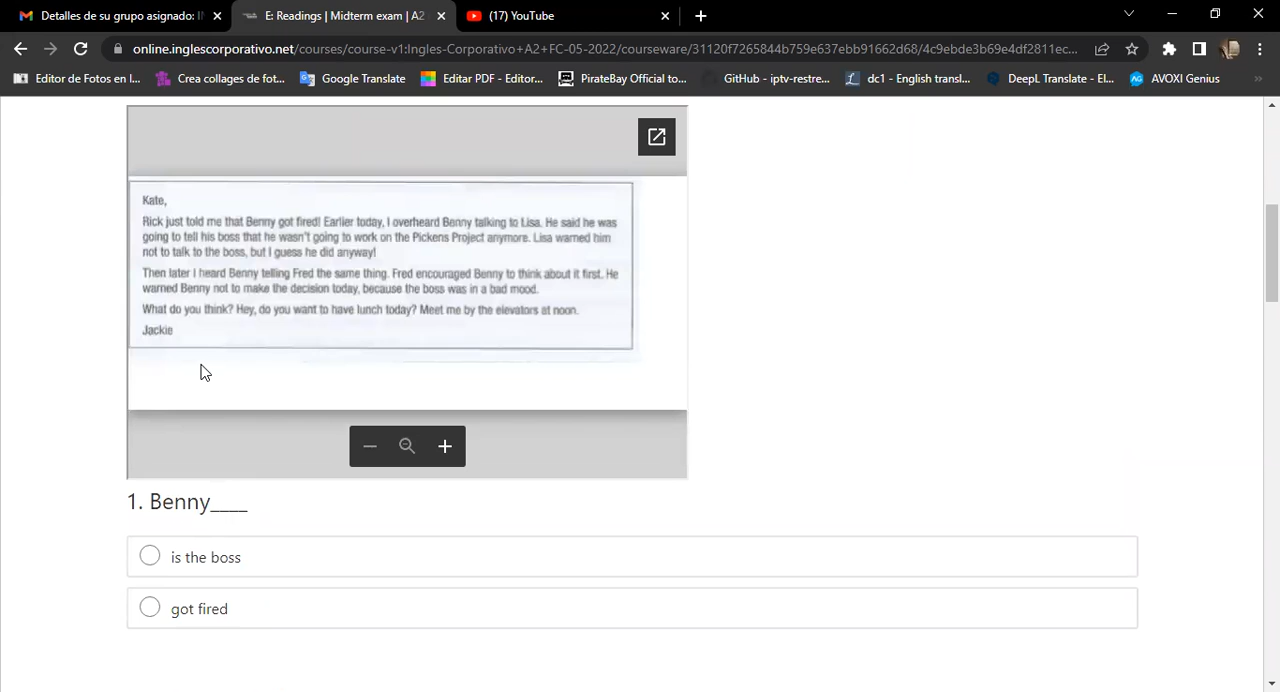 Detalles de su grupo asignado: I
E: Readings | Midterm exam | A2
(17) YouTube
online.inglescorporativo.net/courses/course-v1:Ingles-Corporativo+A2+FC-05-2022/courseware/31120f7265844b759e637ebb91662d68/4c9ebde3b69e4df2811ec...
Editor de Fotos en l...
Crea collages de fot...
Google Translate
Editar PDF - Editor...
PirateBay Official to...
GitHub - iptv-restre...
dc1 - English transl...
DeepL Translate - El...
AVOXI Genius
»
Kate,
Rick just told me that Benny got fired! Earlier today, I overheard Benny talking to Lisa. He said he was
going to tell his boss that he wasn't going to work on the Pickens Project anymore. Lisa warned him
not to talk to the boss, but I guess he did anyway!
Then later I heard Benny telling Fred the same thing. Fred encouraged Benny to think about it first. He
warned Benny not to make the decision today, because the boss was in a bad mood.
What do you think? Hey, do you want to have lunch today? Meet me by the elevators at noon.
Jackie
1. Benny____
is the boss
got fired